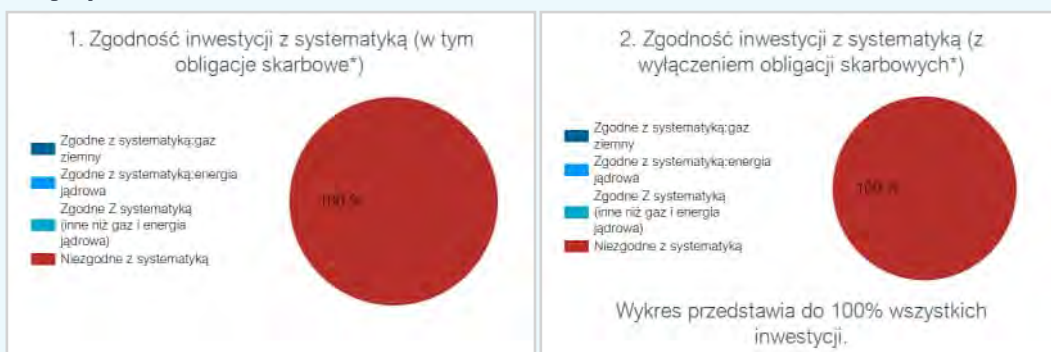 1. Zgodność inwestycji z systematyką (w tym
obligacje skarbowe*)
Zgodne z systematyką:gaz
ziemny
Zgodne z systematyką:energia
jądrowa
Zgodne Z systematyką
(inne niż gaz i energia
jądrowa)
Niezgodne z systematyką
100 %
2. Zgodność inwestycji z systematyką (z
wyłączeniem obligacji skarbowych*)
Zgodne z systematyką:gaz
ziemny
Zgodne z systematyką:energia
jądrowa
Zgodne Z systematyką
(inne niż gaz i energia
jądrowa)
Niezgodne z systematyką
100 %
Wykres przedstawia do 100% wszystkich
inwestycji.